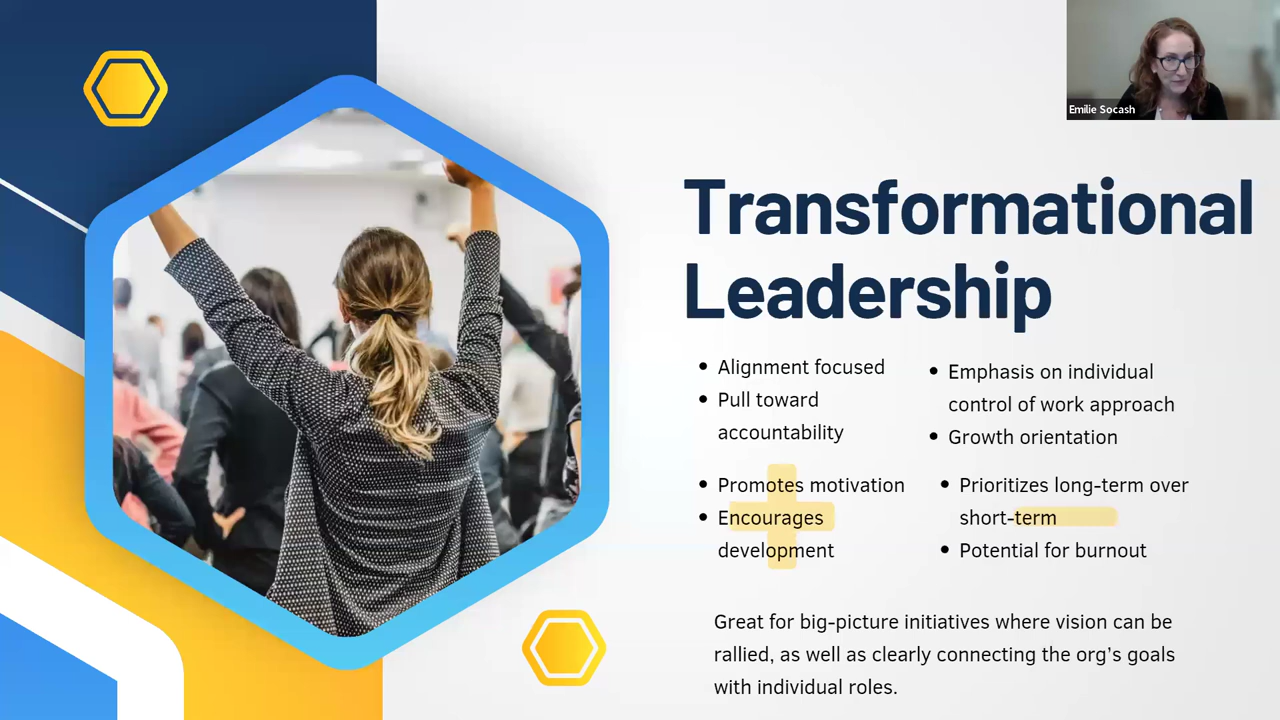 Emilie Socash
Transformational
Leadership
• Alignment focused
• Pull toward
accountability
• Emphasis on individual
control of work approach
• Growth orientation
• Promotes motivation
• Encourages
development
• Prioritizes long-term over
short-term
• Potential for burnout
Great for big-picture initiatives where vision can be
rallied, as well as clearly connecting the org’s goals
with individual roles.